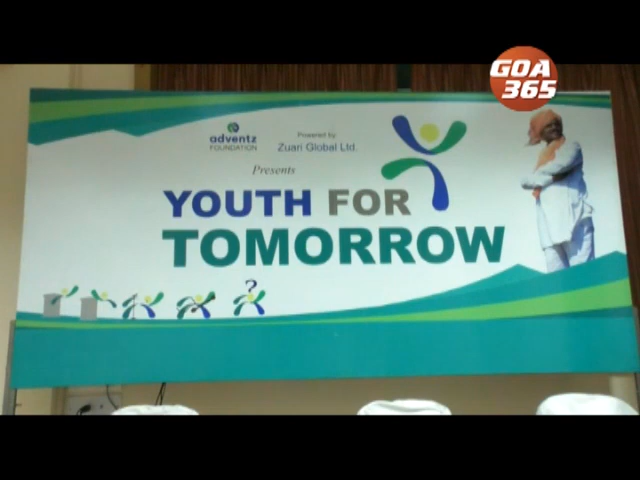 GOA
365
adventz
FOUNDATION
Powered by
Zuari Global Ltd.
Presents
YOUTH FOR
TOMORROW
?